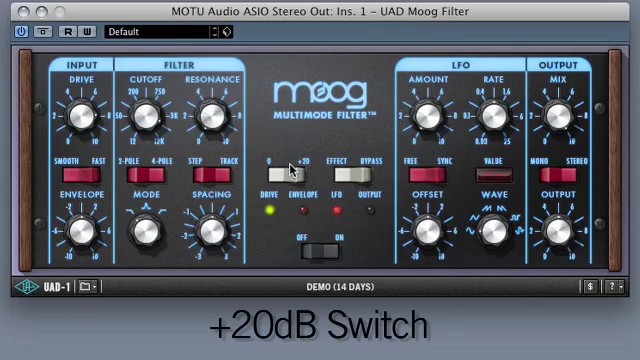 MOTU Audio ASIO Stereo Out: Ins. 1 – UAD Moog Filter
R W Default
INPUT FILTER LFO OUTPUT
DRIVE CUTOFF RESONANCE AMOUNT RATE MIX
moog
MULTIMODE FILTER™
SMOOTH FAST 2-POLE 4-POLE STEP TRACK 0 +20 EFFECT BYPASS FREE SYNC VALUE MONO STEREO
DRIVE ENVELOPE LFO OUTPUT
ENVELOPE MODE SPACING OFFSET WAVE OUTPUT
OFF ON
UAD-1 DEMO (14 DAYS) $ ?
+20dB Switch